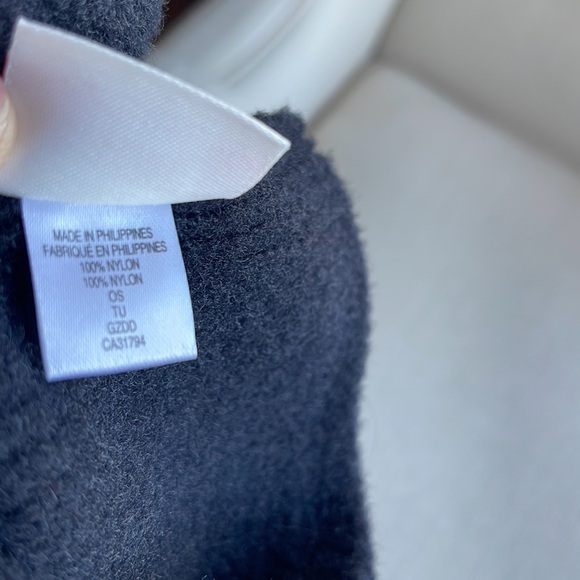 MADE IN PHILIPPINES
FABRIQUÉ EN PHILIPPINES
100% NYLON
100% NYLON
OS
TU
GZDD
CA31794